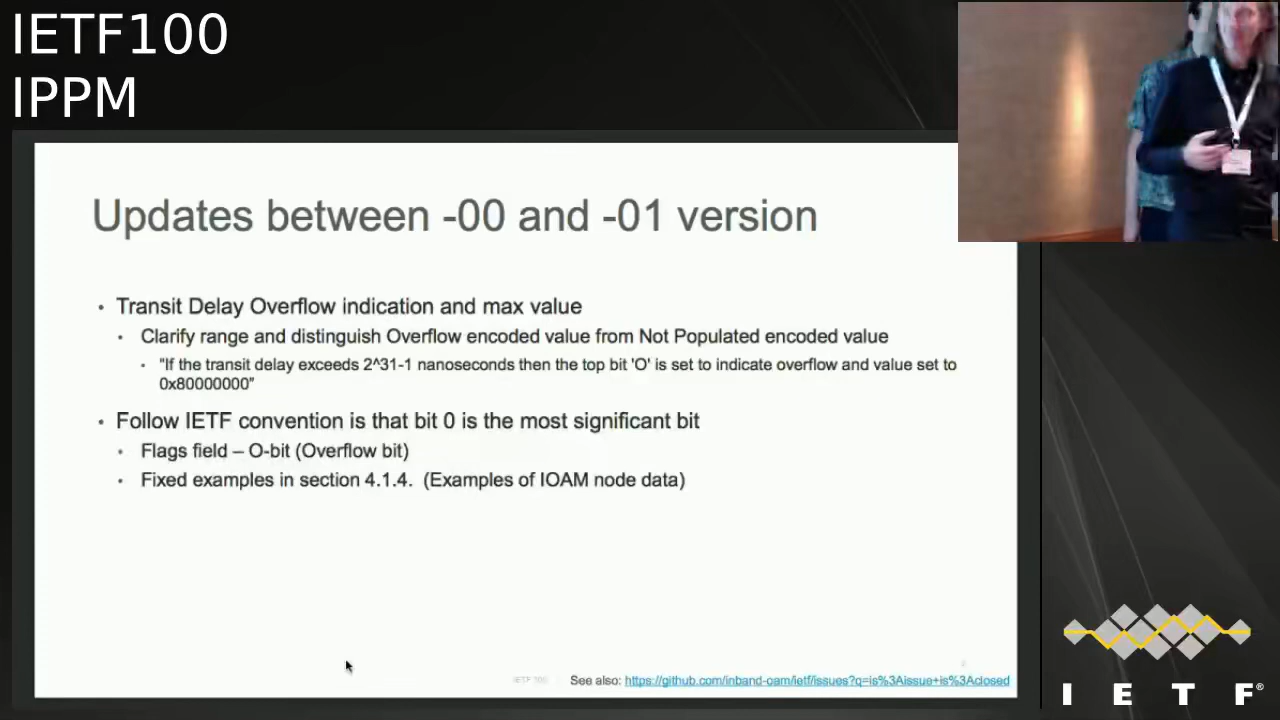 IETF100
IPPM
Updates between -00 and -01 version
• Transit Delay Overflow indication and max value
• Clarify range and distinguish Overflow encoded value from Not Populated encoded value
• "If the transit delay exceeds 2^31-1 nanoseconds then the top bit 'O' is set to indicate overflow and value set to
0x80000000"
• Follow IETF convention is that bit 0 is the most significant bit
• Flags field – O-bit (Overflow bit)
• Fixed examples in section 4.1.4. (Examples of IOAM node data)
IETF 100
See also: https://github.com/inband-oam/ietf/issues?q=is%3Aissue+is%3Aclosed
I E T F®